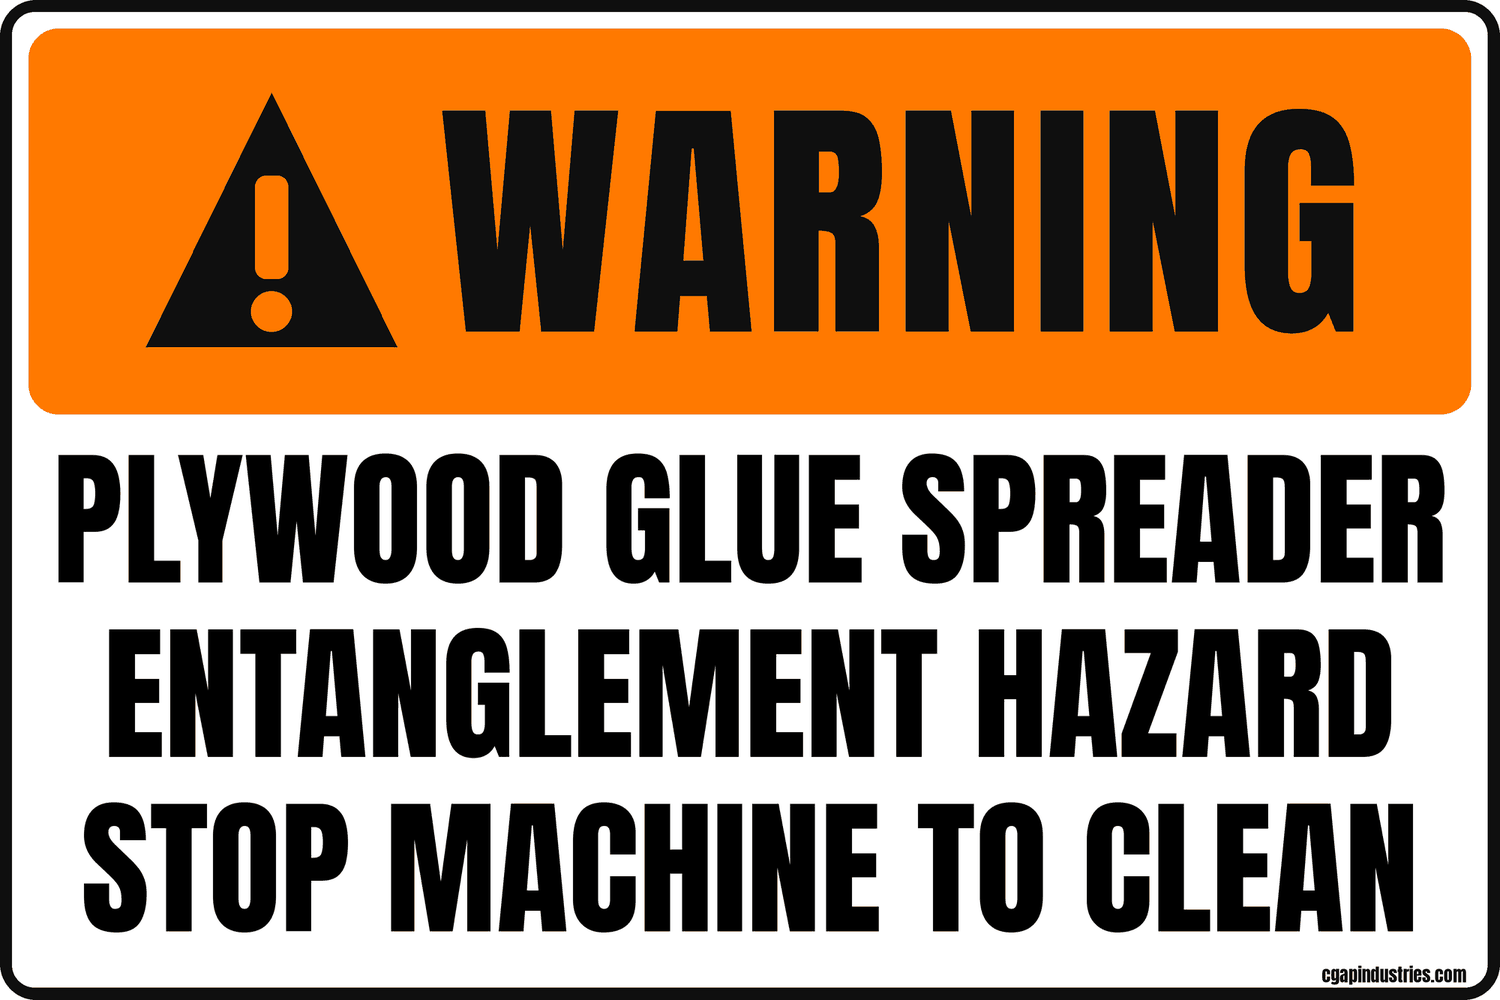 WARNING
PLYWOOD GLUE SPREADER
ENTANGLEMENT HAZARD
STOP MACHINE TO CLEAN
cgapindustries.com